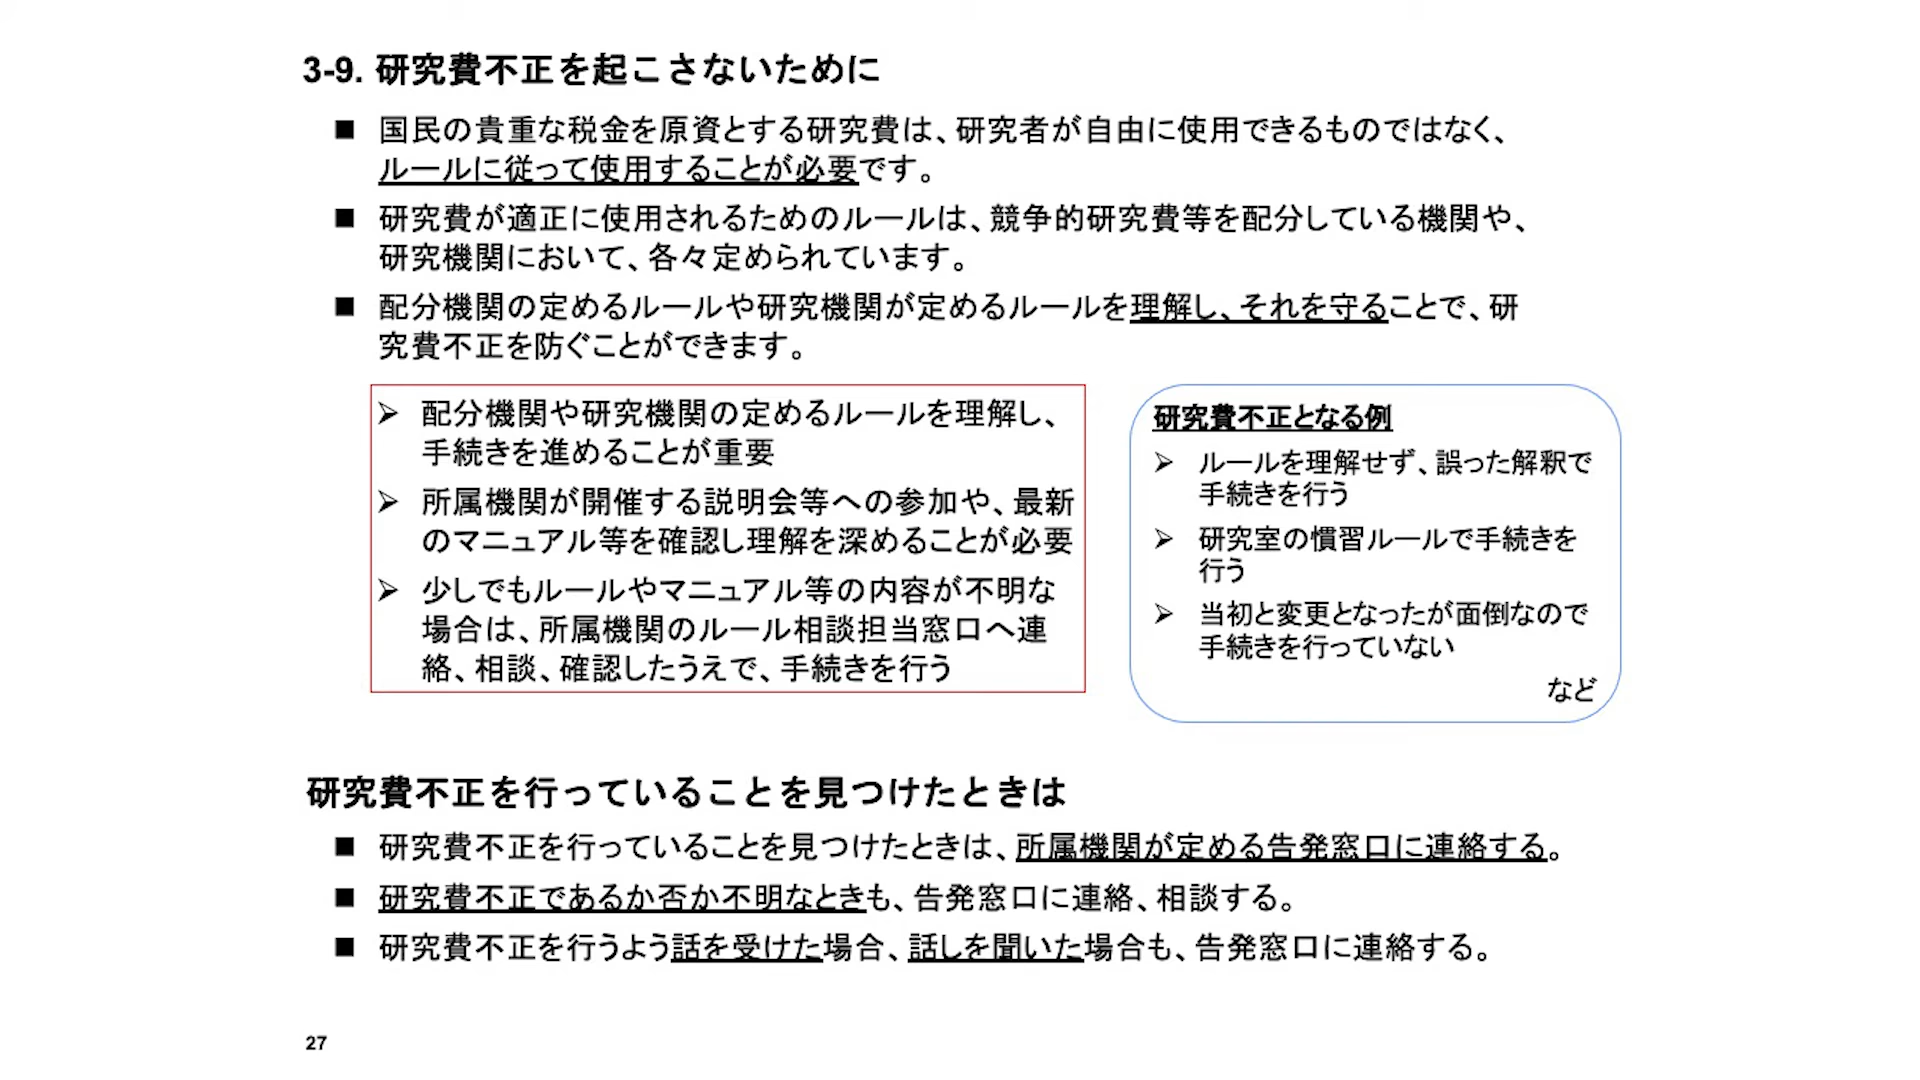 3-9. 研究費不正を起こさないために
■ 国民の貴重な税金を原資とする研究費は、研究者が自由に使用できるものではなく、
ルールに従って使用することが必要です。
■ 研究費が適正に使用されるためのルールは、競争的研究費等を配分している機関や、
研究機関において、各々定められています。
■ 配分機関の定めるルールや研究機関が定めるルールを理解し、それを守ることで、研
究費不正を防ぐことができます。
➢ 配分機関や研究機関の定めるルールを理解し、
手続きを進めることが重要
➢ 所属機関が開催する説明会等への参加や、最新
のマニュアル等を確認し理解を深めることが必要
➢ 少しでもルールやマニュアル等の内容が不明な
場合は、所属機関のルール相談担当窓口へ連
絡、相談、確認したうえで、手続きを行う
研究費不正となる例
➢ ルールを理解せず、誤った解釈で
手続きを行う
➢ 研究室の慣習ルールで手続きを
行う
➢ 当初と変更となったが面倒なので
手続きを行っていない
など
研究費不正を行っていることを見つけたときは
■ 研究費不正を行っていることを見つけたときは、所属機関が定める告発窓口に連絡する。
■ 研究費不正であるか否か不明なときも、告発窓口に連絡、相談する。
■ 研究費不正を行うよう話を受けた場合、話しを聞いた場合も、告発窓口に連絡する。
27